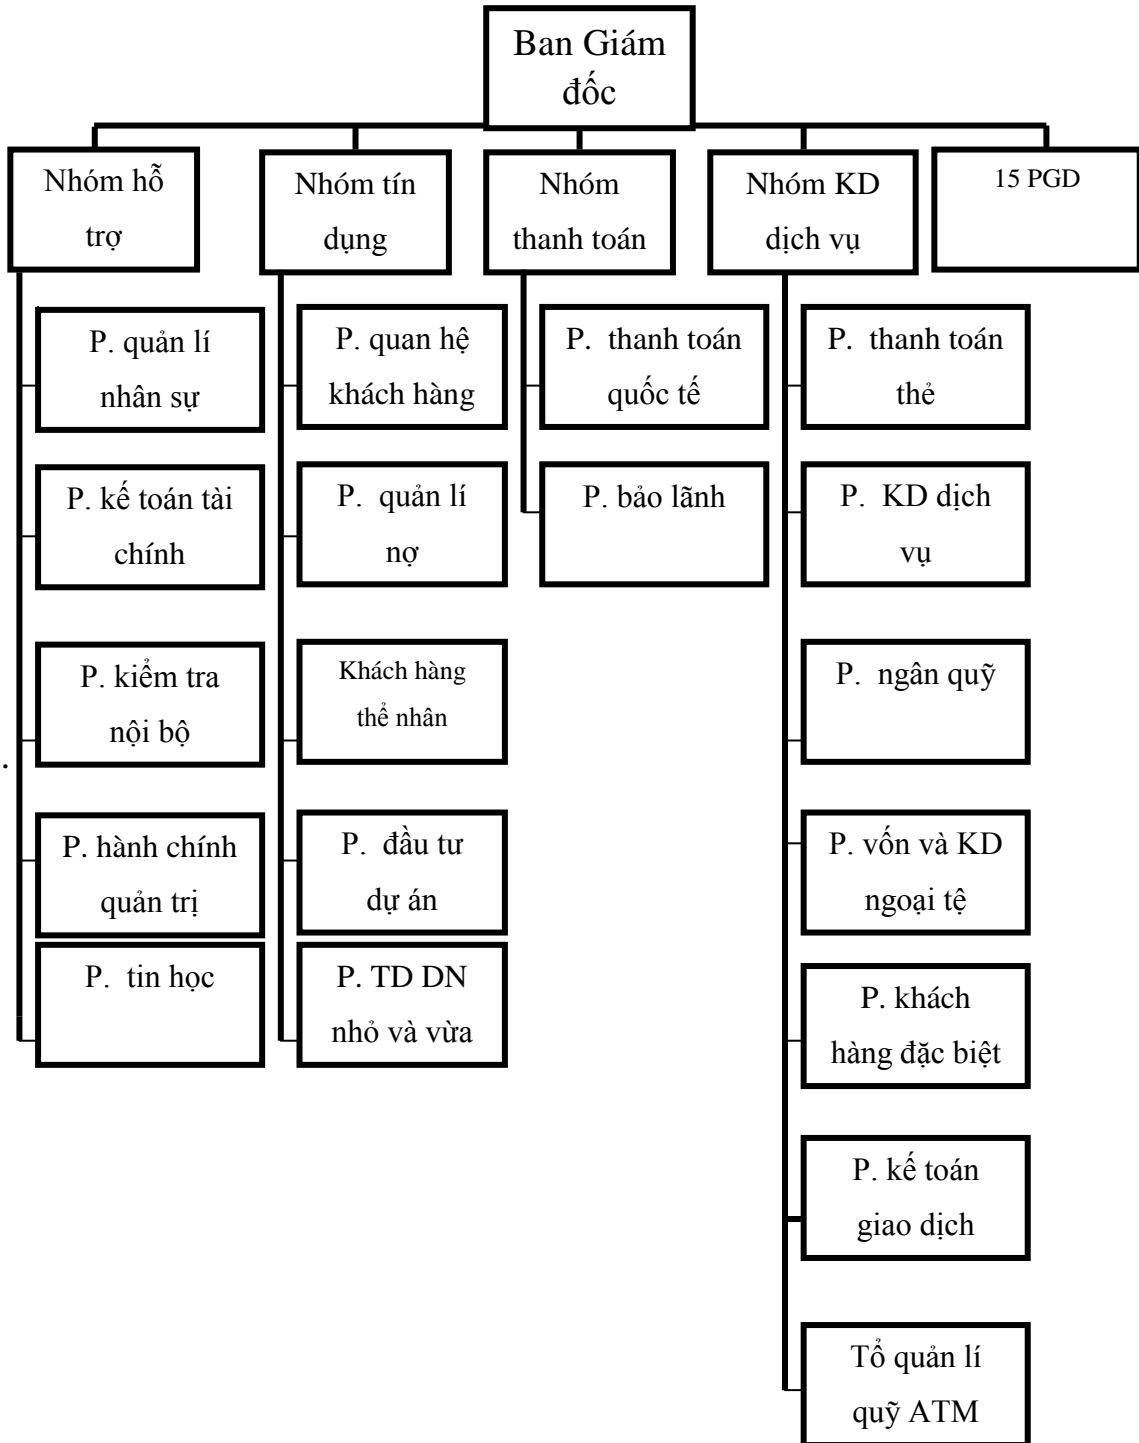 Ban Giám
đốc
Nhóm hỗ
trợ
Nhóm tín
dụng
Nhóm
thanh toán
Nhóm KD
dịch vụ
15 PGD
P. quản lí
nhân sự
P. kế toán tài
chính
P. kiểm tra
nội bộ
P. hành chính
quản trị
P. tin học
P. quan hệ
khách hàng
P. quản lí
nợ
Khách hàng
thể nhân
P. đầu tư
dự án
P. TD DN
nhỏ và vừa
P. thanh toán
quốc tế
P. bảo lãnh
P. thanh toán
thẻ
P. KD dịch
vụ
P. ngân quỹ
P. vốn và KD
ngoại tệ
P. khách
hàng đặc biệt
P. kế toán
giao dịch
Tổ quản lí
quỹ ATM
.